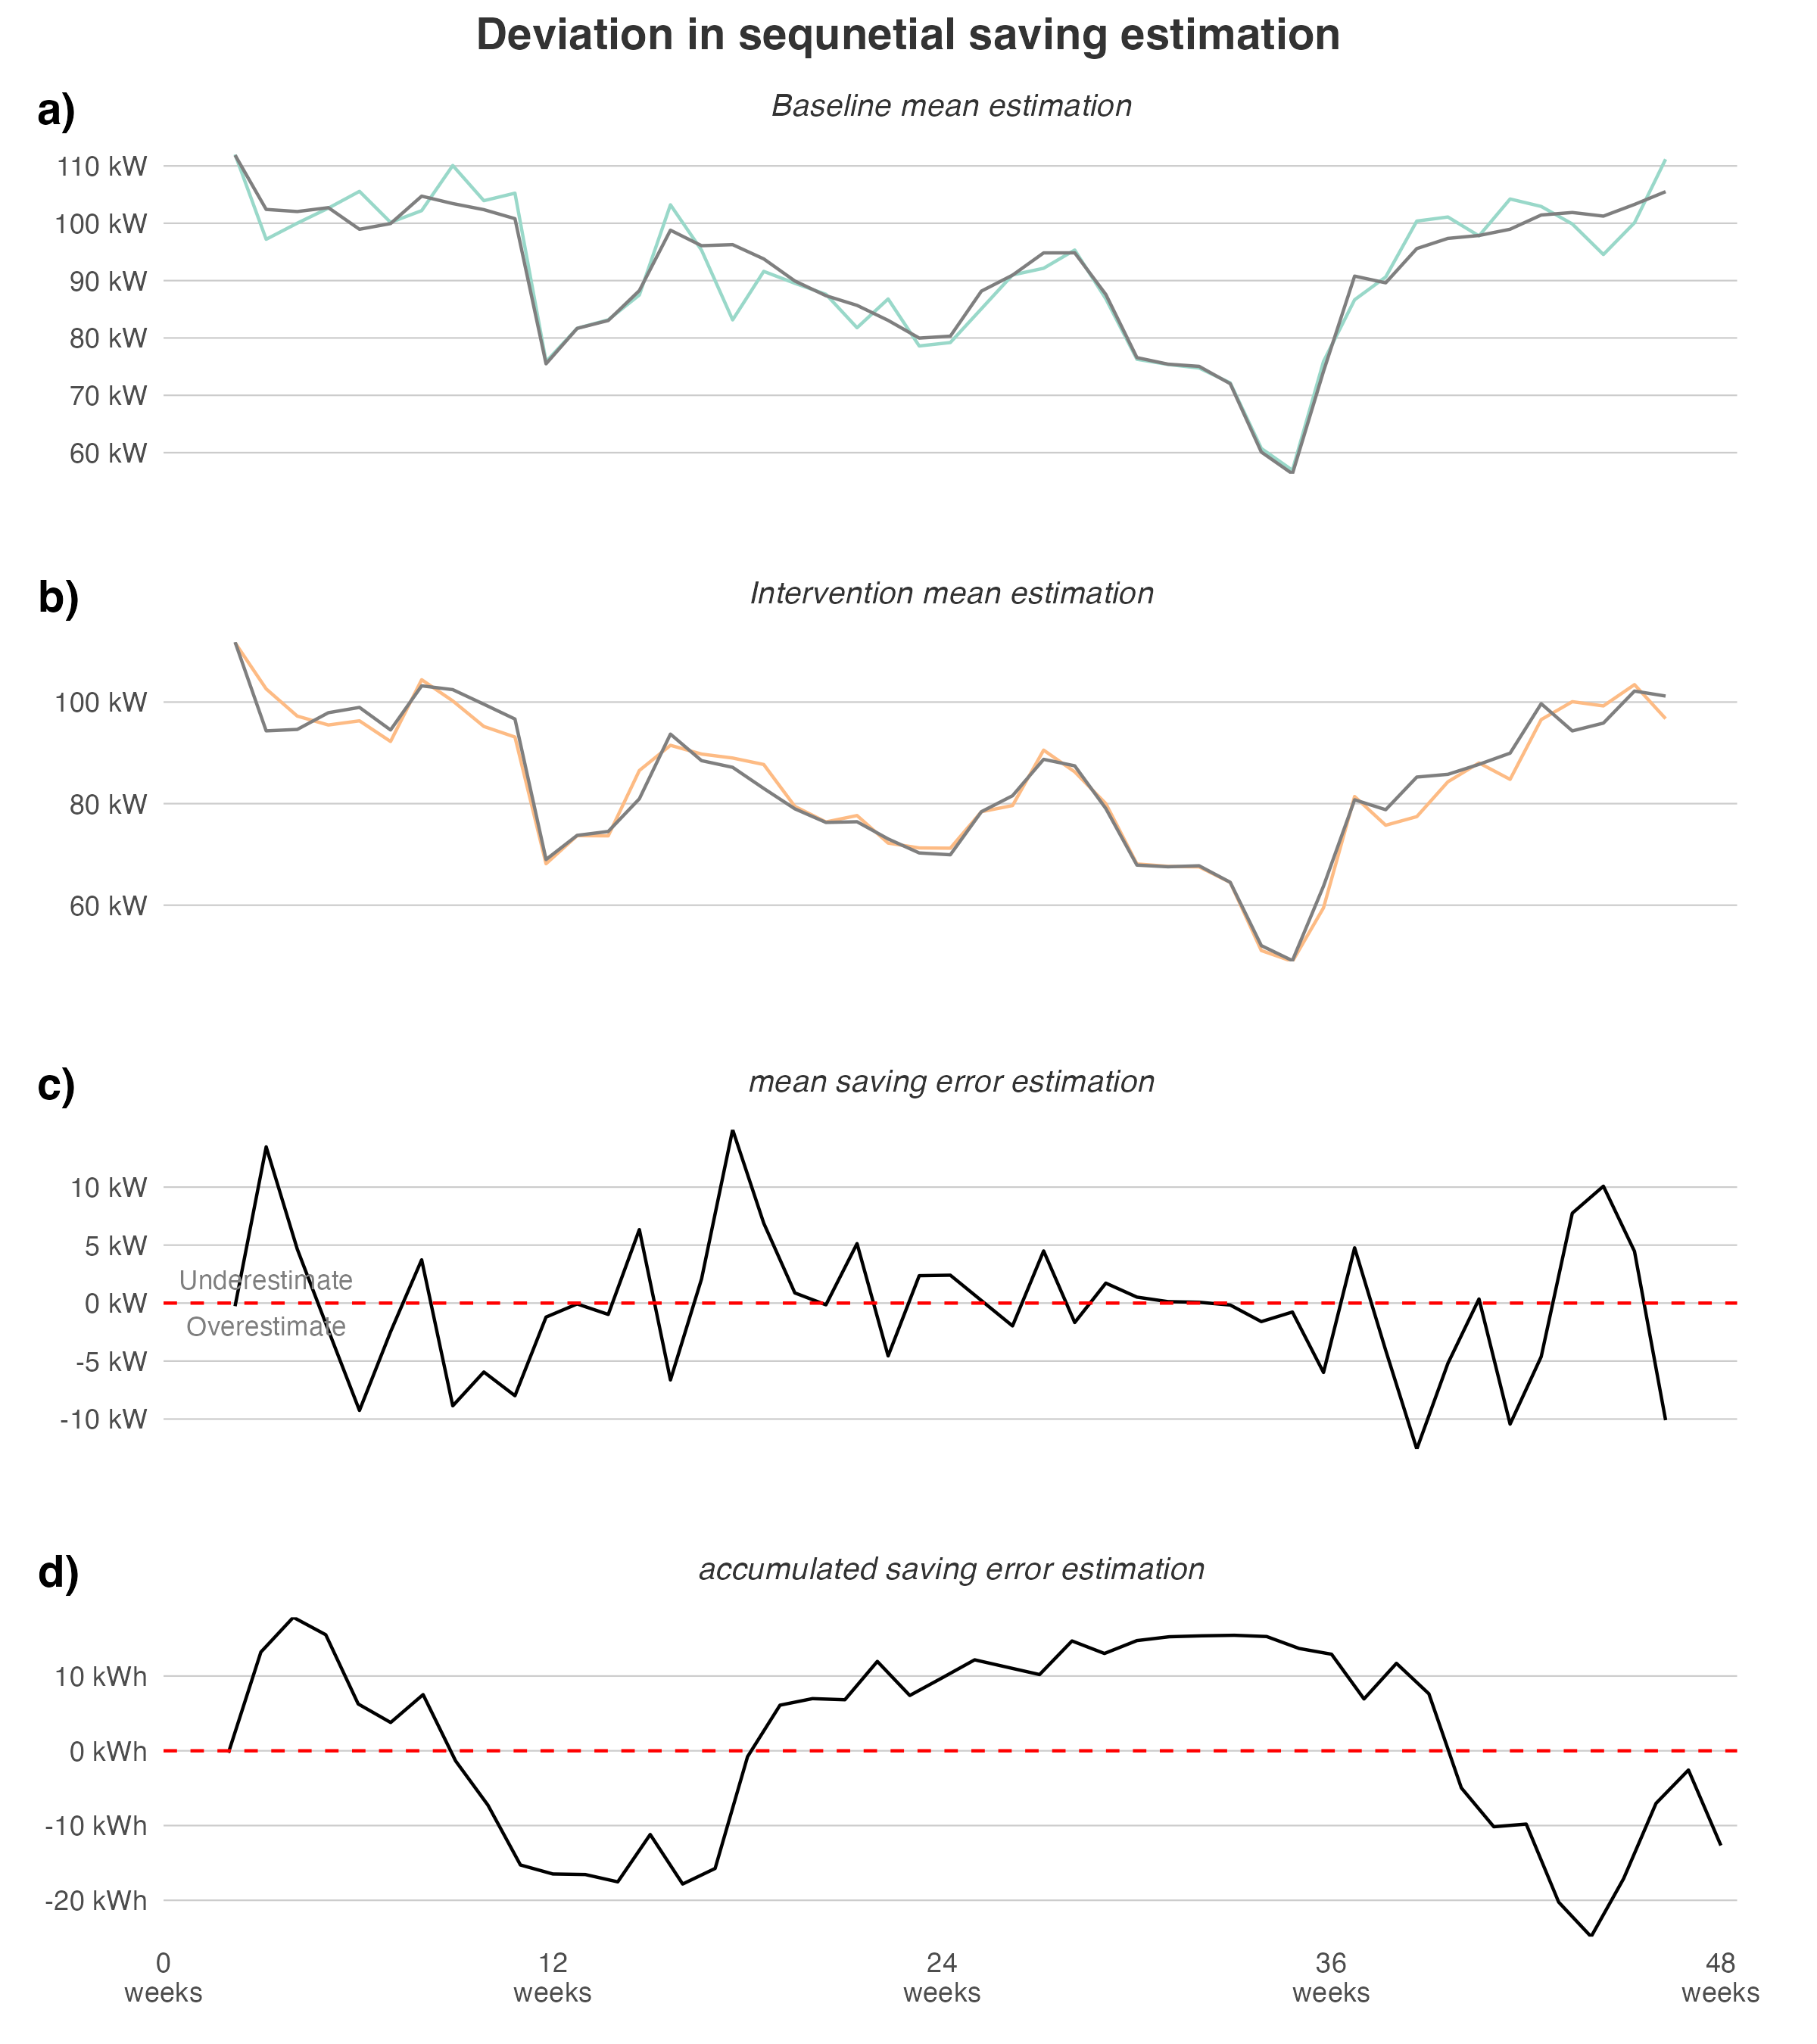 Deviation in sequnetial saving estimation
a)
Baseline mean estimation
110 kW
100 kW
90 kW
80 kW
70 kW
60 kW
b)
Intervention mean estimation
100 kW
80 kW
60 kW
c)
mean saving error estimation
10 kW
5 kW
Underestimate
0 kW
Overestimate
-5 kW
-10 kW
d)
accumulated saving error estimation
10 kWh
0 kWh
-10 kWh
-20 kWh
0 12 24 36 48
weeks weeks weeks weeks weeks